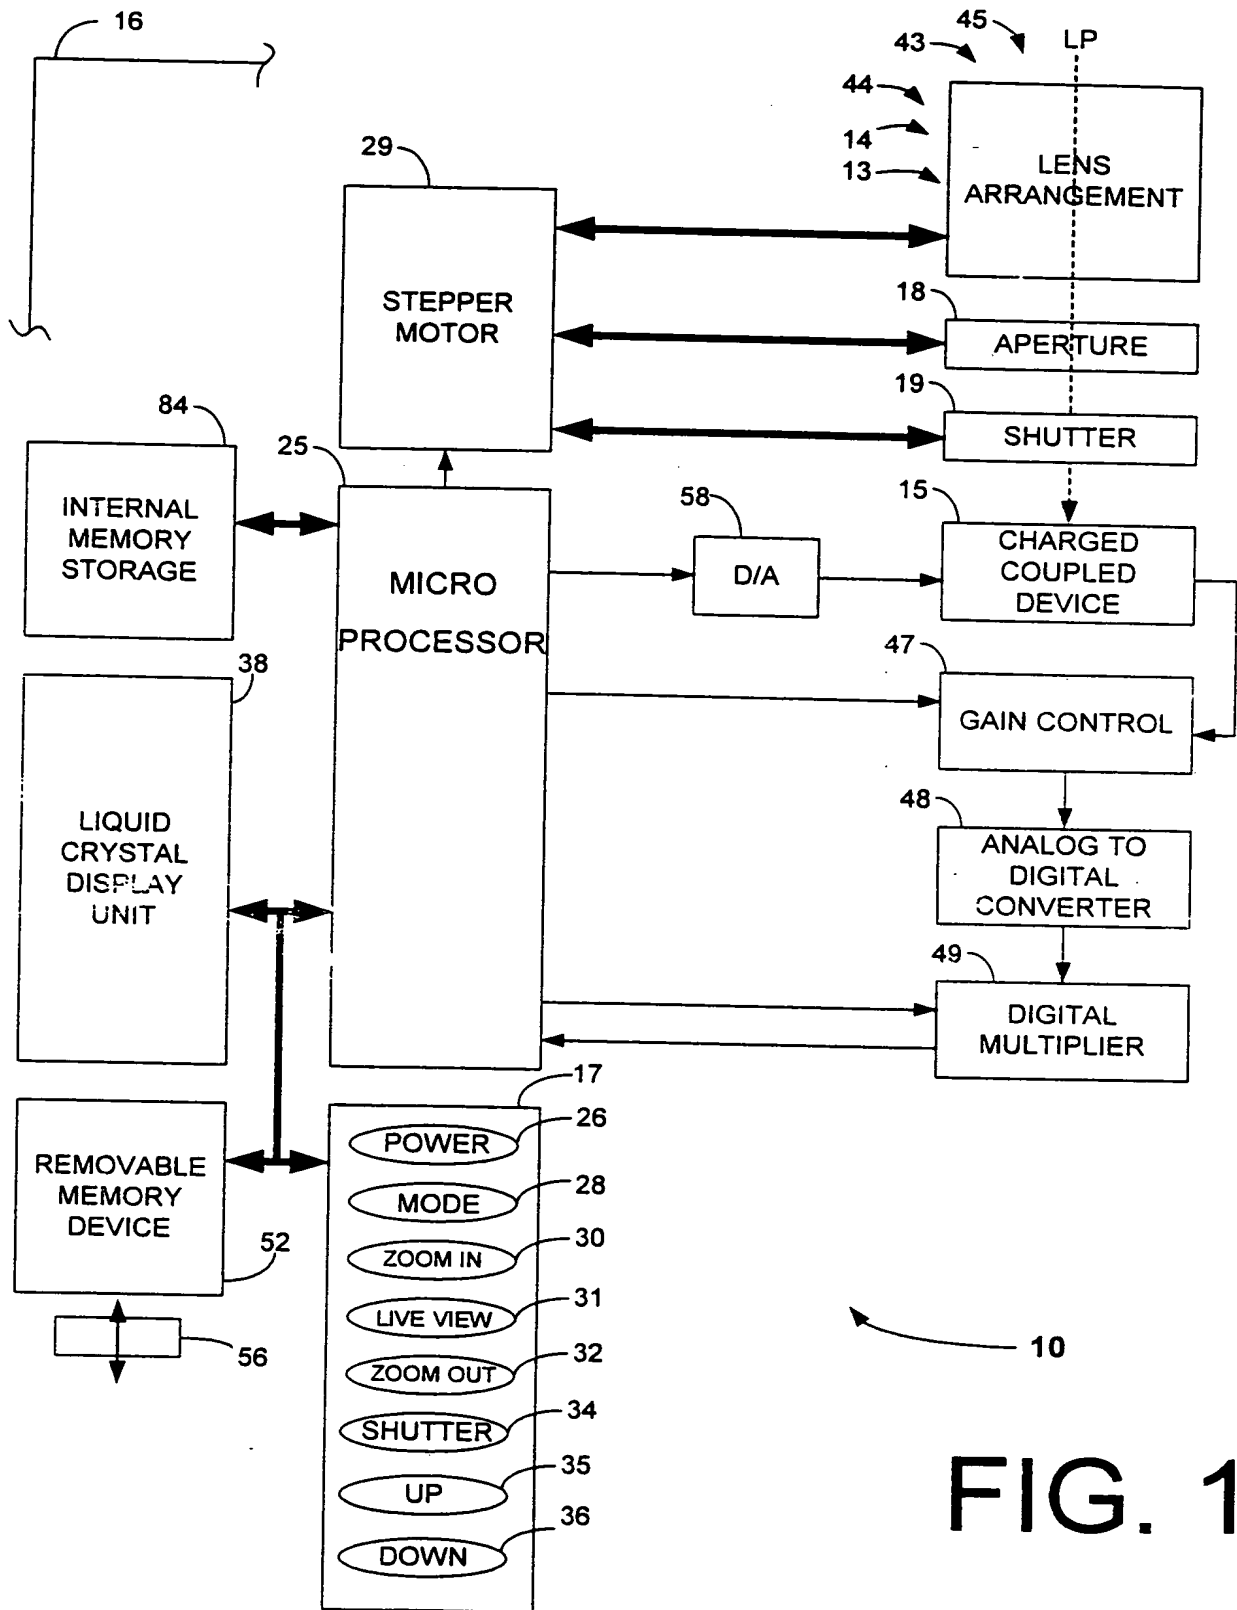 16
45
LP
43
44
14
13
29
LENS
ARRANGEMENT
STEPPER
MOTOR
18
APERTURE
84
19
SHUTTER
25
INTERNAL
MEMORY
STORAGE
58
15
MICRO
PROCESSOR
D/A
CHARGED
COUPLED
DEVICE
38
47
GAIN CONTROL
LIQUID
CRYSTAL
DISPLAY
UNIT
48
ANALOG TO
DIGITAL
CONVERTER
49
DIGITAL
MULTIPLIER
17
REMOVABLE
MEMORY
DEVICE
52
56
POWER
26
MODE
28
ZOOM IN
30
LIVE VIEW
31
ZOOM OUT
32
SHUTTER
34
UP
35
DOWN
36
10
FIG. 1